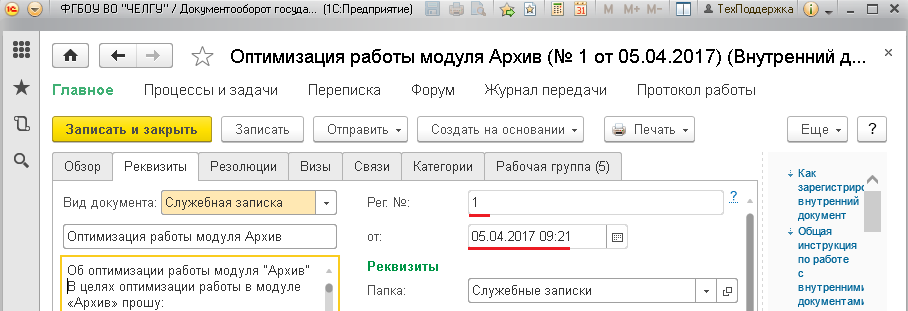 ФГБОУ ВО "ЧЕЛГУ" / Документооборот госуда... (1С:Предприятие) M M+ M- ТехПоддержка
Оптимизация работы модуля Архив (№ 1 от 05.04.2017) (Внутренний д...
Главное Процессы и задачи Переписка Форум Журнал передачи Протокол работы
Записать и закрыть Записать Отправить Создать на основании Печать Еще ?
Обзор Реквизиты Резолюции Визы Связи Категории Рабочая группа (5)
Вид документа: Служебная записка Рег. №: 1 ?
Оптимизация работы модуля Архив от: 05.04.2017 09:21
Об оптимизации работы модуля "Архив"
В целях оптимизации работы в модуле
«Архив» прошу:
Реквизиты
Папка: Служебные записки
Как
зарегистриро
внутренний
документ
Общая
инструкция
по работе
с
внутренними
документами